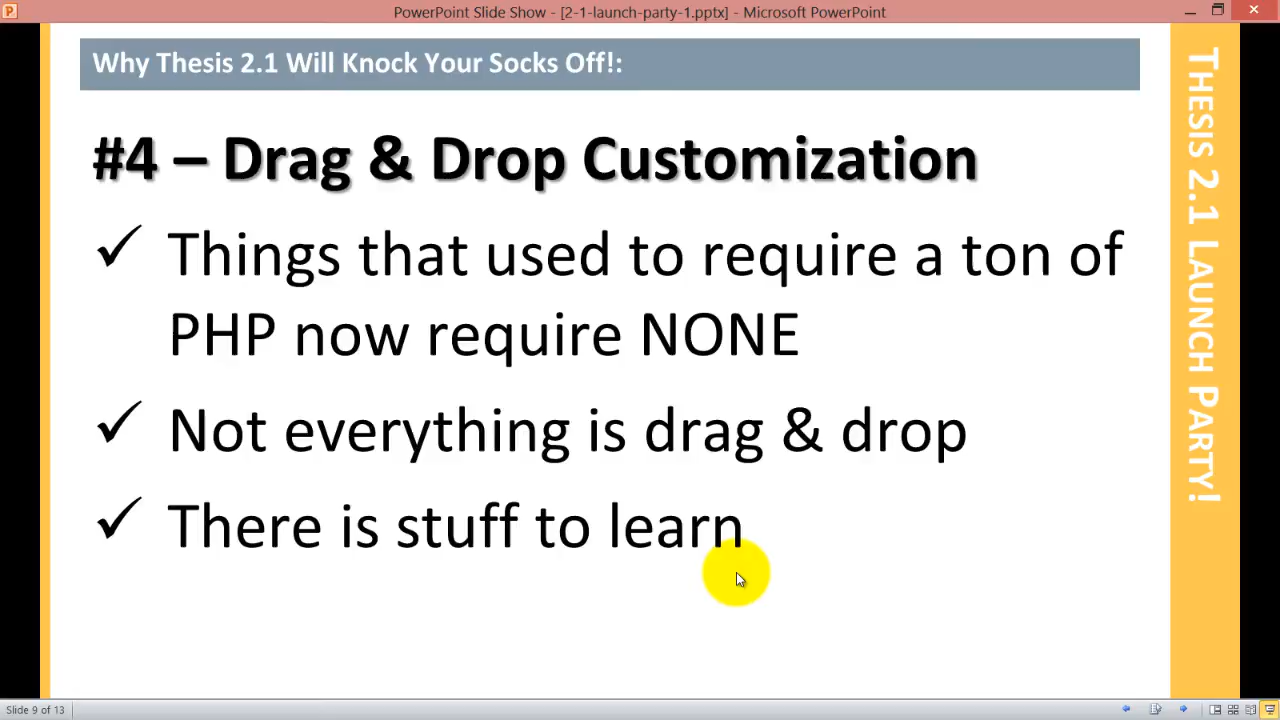 PowerPoint Slide Show - [2-1-launch-party-1.pptx] - Microsoft PowerPoint
Why Thesis 2.1 Will Knock Your Socks Off!:
#4 – Drag & Drop Customization
✓ Things that used to require a ton of
PHP now require NONE
✓ Not everything is drag & drop
✓ There is stuff to learn
THESIS 2.1 LAUNCH PARTY!
Slide 9 of 13